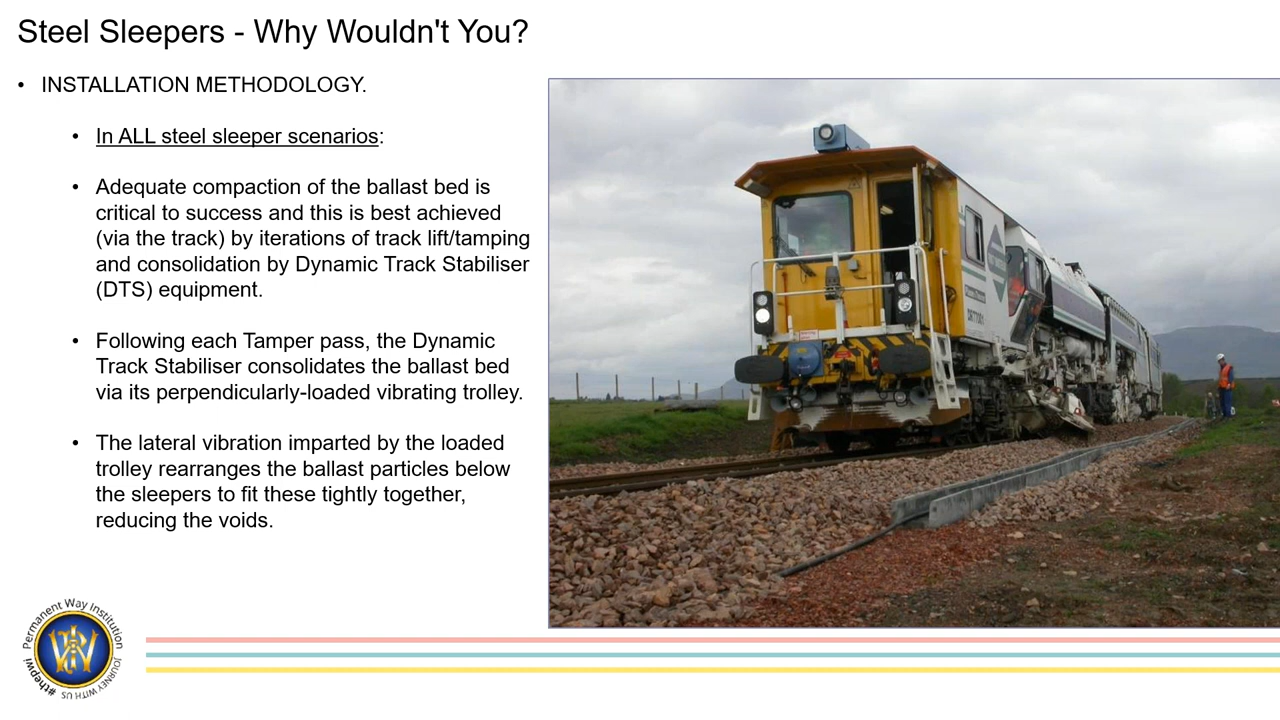 Steel Sleepers - Why Wouldn't You?
• INSTALLATION METHODOLOGY.
• In ALL steel sleeper scenarios:
• Adequate compaction of the ballast bed is
critical to success and this is best achieved
(via the track) by iterations of track lift/tamping
and consolidation by Dynamic Track Stabiliser
(DTS) equipment.
• Following each Tamper pass, the Dynamic
Track Stabiliser consolidates the ballast bed
via its perpendicularly-loaded vibrating trolley.
• The lateral vibration imparted by the loaded
trolley rearranges the ballast particles below
the sleepers to fit these tightly together,
reducing the voids.
Permanent Way Institution
#thepwi
JOURNEY WITH US